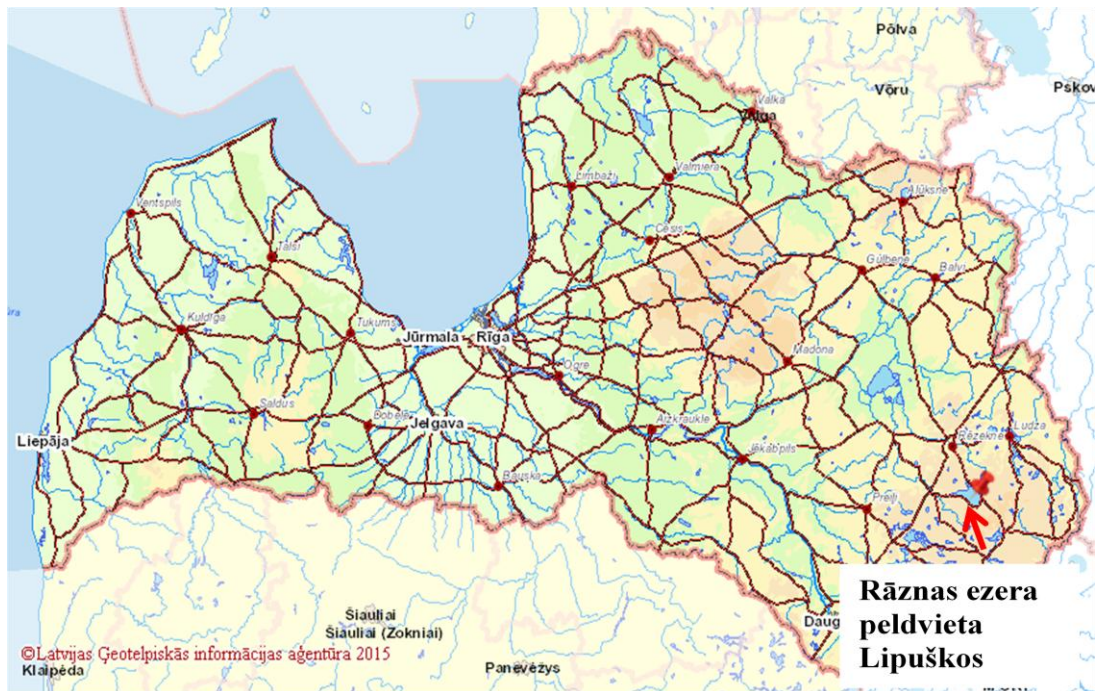 Põlva
Võru
Pskov
Valka
Valga
Valmiera
Limbaži
Alūksne
Ventspils
Cēsis
Talsi
Gulbene
Balvi
Kuldīga
Tukums
Jūrmala
Rīga
Madona
Ogre
Saldus
Dobele
Jelgava
Aizkraukle
Ludza
Rēzekne
Liepāja
Jēkabpils
Bauska
Preiļi
Rāznas ezera
peldvieta
Lipuškos
Daug
Šiauliai
Šiauliai (Zokniai)
©Latvijas Ģeotelpiskās informācijas aģentūra 2015
Klaipėda
Panevėžys